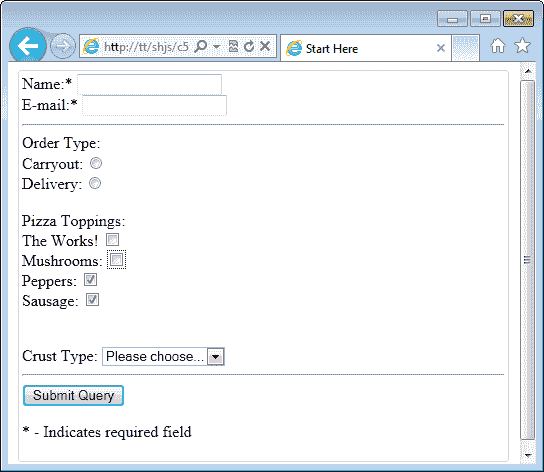 http://tt/shjs/c5
Start Here
Name:*
E-mail:*
Order Type:
Carryout:
Delivery:
Pizza Toppings:
The Works!
Mushrooms:
Peppers:
Sausage:
Crust Type: Please choose...
Submit Query
* - Indicates required field